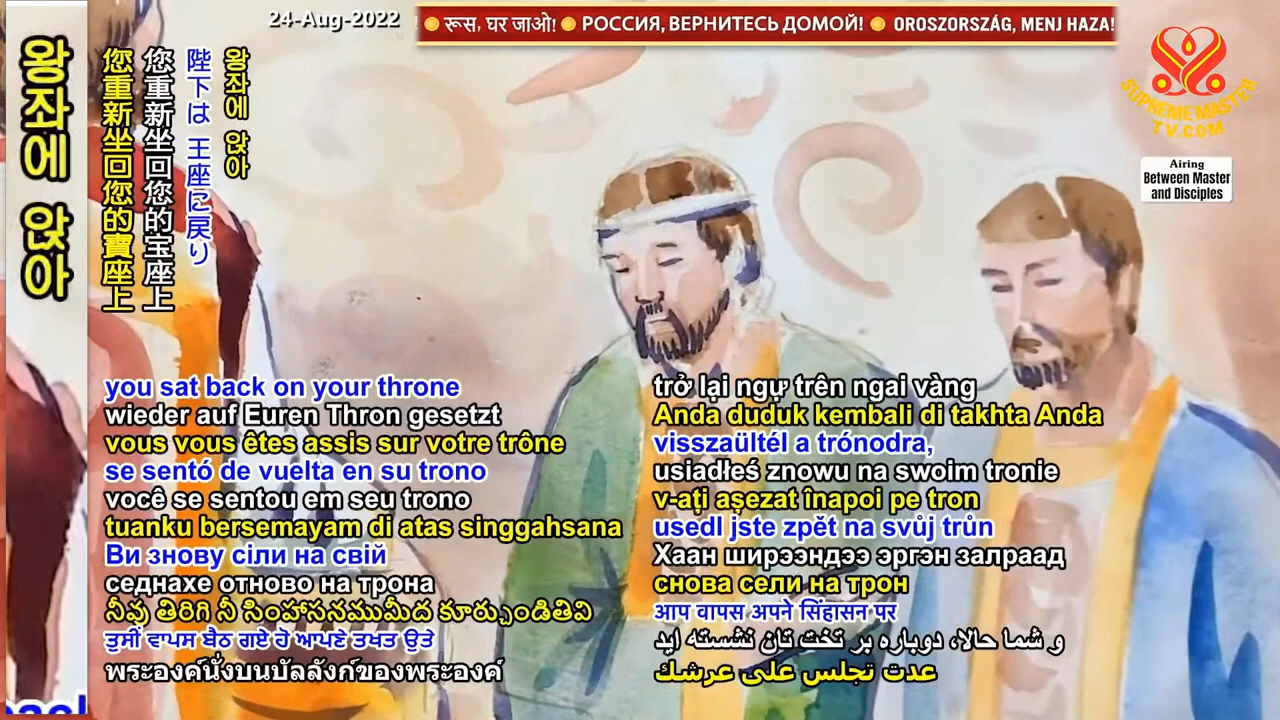 24-Aug-2022
रूस, घर जाओ! РОССИЯ, ВЕРНИТЕСЬ ДОМОЙ! OROSZORSZÁG, MENJ HAZA!
SUPREME MASTER
TV.COM
Airing
Between Master
and Disciples
왕좌에 앉아
您重新坐回您的寶座上
您重新坐回您的宝座上
陛下は 王座に戻り
왕좌에 앉아
you sat back on your throne
wieder auf Euren Thron gesetzt
vous vous êtes assis sur votre trône
se sentó de vuelta en su trono
você se sentou em seu trono
tuanku bersemayam di atas singgahsana
Ви знову сіли на свій
седнахе отново на трона
నీవు తిరిగి నీ సింహాసనముమీద కూర్చుండితివి
ਤੁਸੀਂ ਵਾਪਸ ਬੈਠ ਗਏ ਹੋ ਆਪਣੇ ਤਖਤ ਉਤੇ
พระองค์นั่งบนบัลลังก์ของพระองค์
trở lại ngự trên ngai vàng
Anda duduk kembali di takhta Anda
visszaültél a trónodra,
usiadłeś znowu na swoim tronie
v-ați așezat înapoi pe tron
usedl jste zpět na svůj trůn
Хаан ширээндээ эргэн залраад
снова сели на трон
आप वापस अपने सिंहासन पर
و شما حالا، دوباره بر تختِ تان نشسته اید
عدت تجلس على عرشك